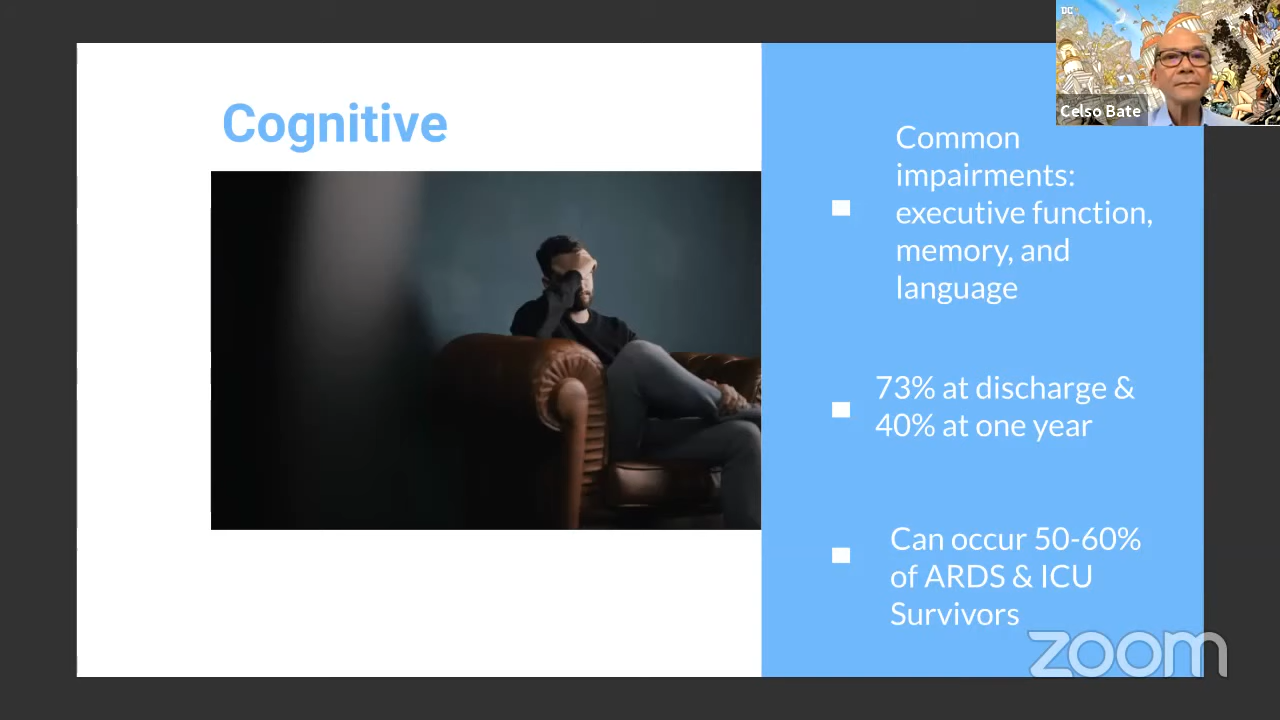 DC
Celso Bate
Cognitive
Common
impairments:
executive function,
memory, and
language
73% at discharge &
40% at one year
Can occur 50-60%
of ARDS & ICU
Survivors
zoom